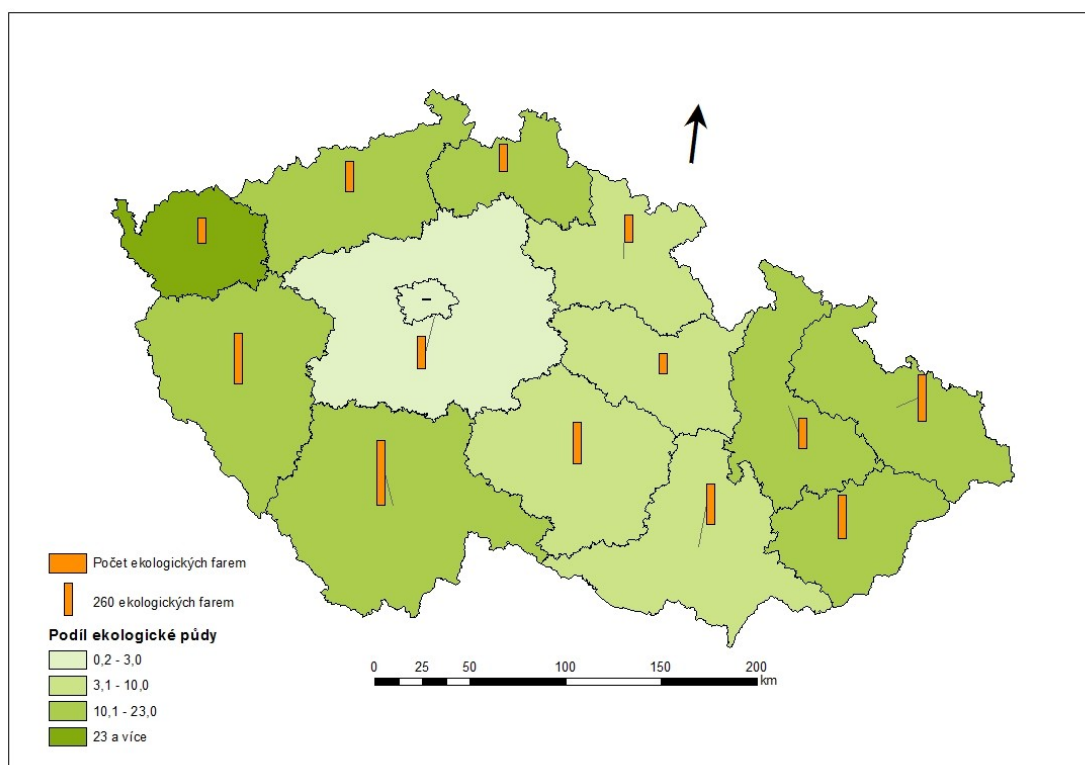 Počet ekologických farem
260 ekologických farem
Podíl ekologické půdy
0,2 - 3,0
3,1 - 10,0
10,1 - 23,0
23 a více
0 25 50 100 150 200
km